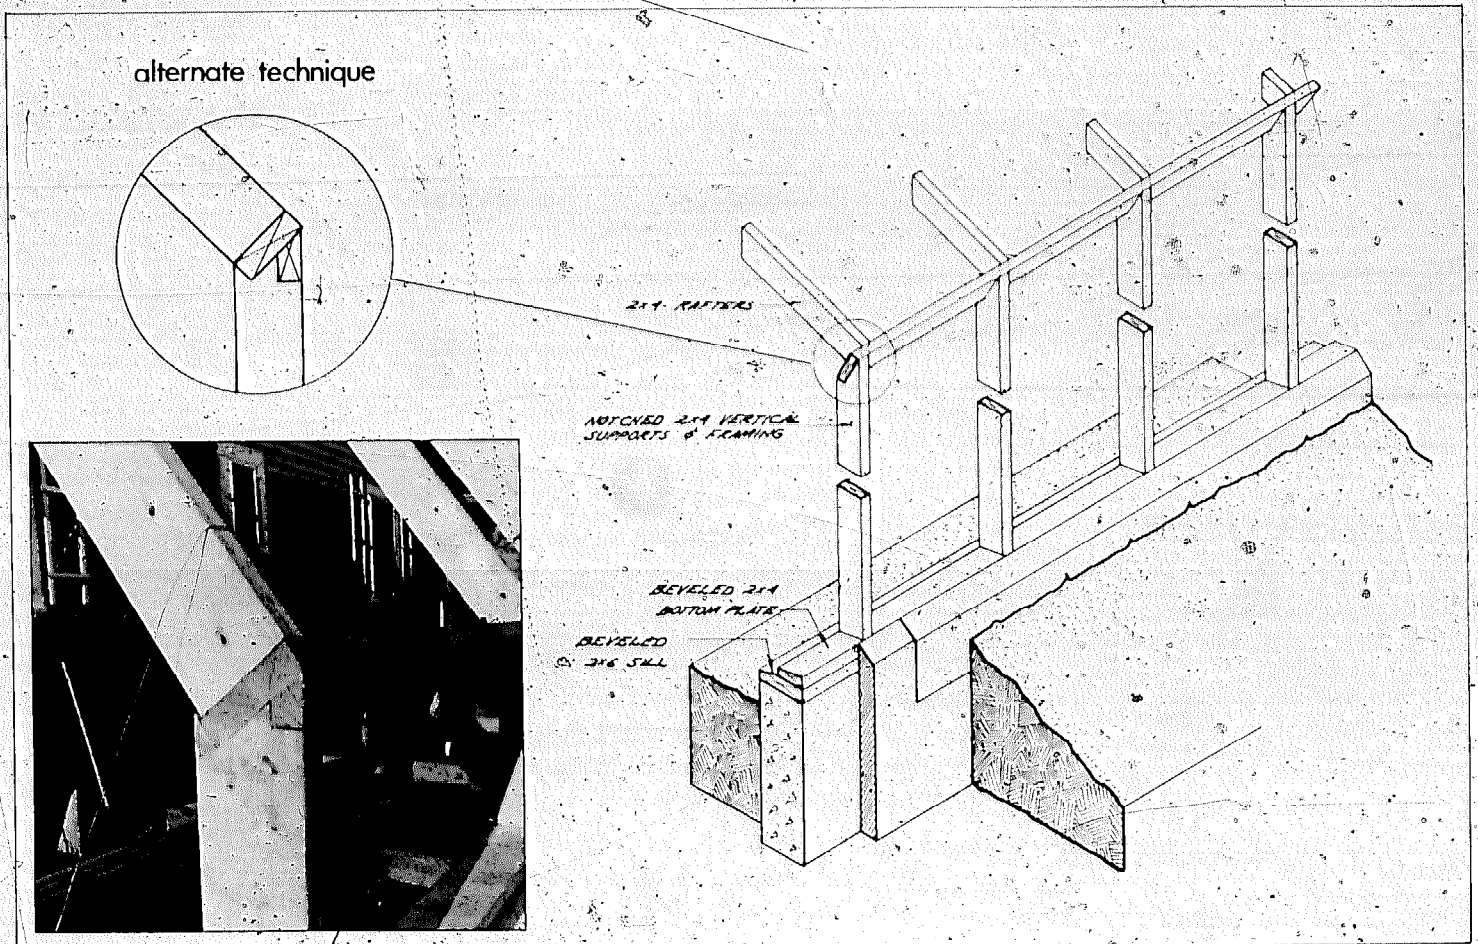 alternate technique
2x4 RAFTERS
NOTCHED 2x4 VERTICAL
SUPPORTS & FRAMING
BEVELED 2x4
BOTTOM PLATE
BEVELED
2x6 SILL